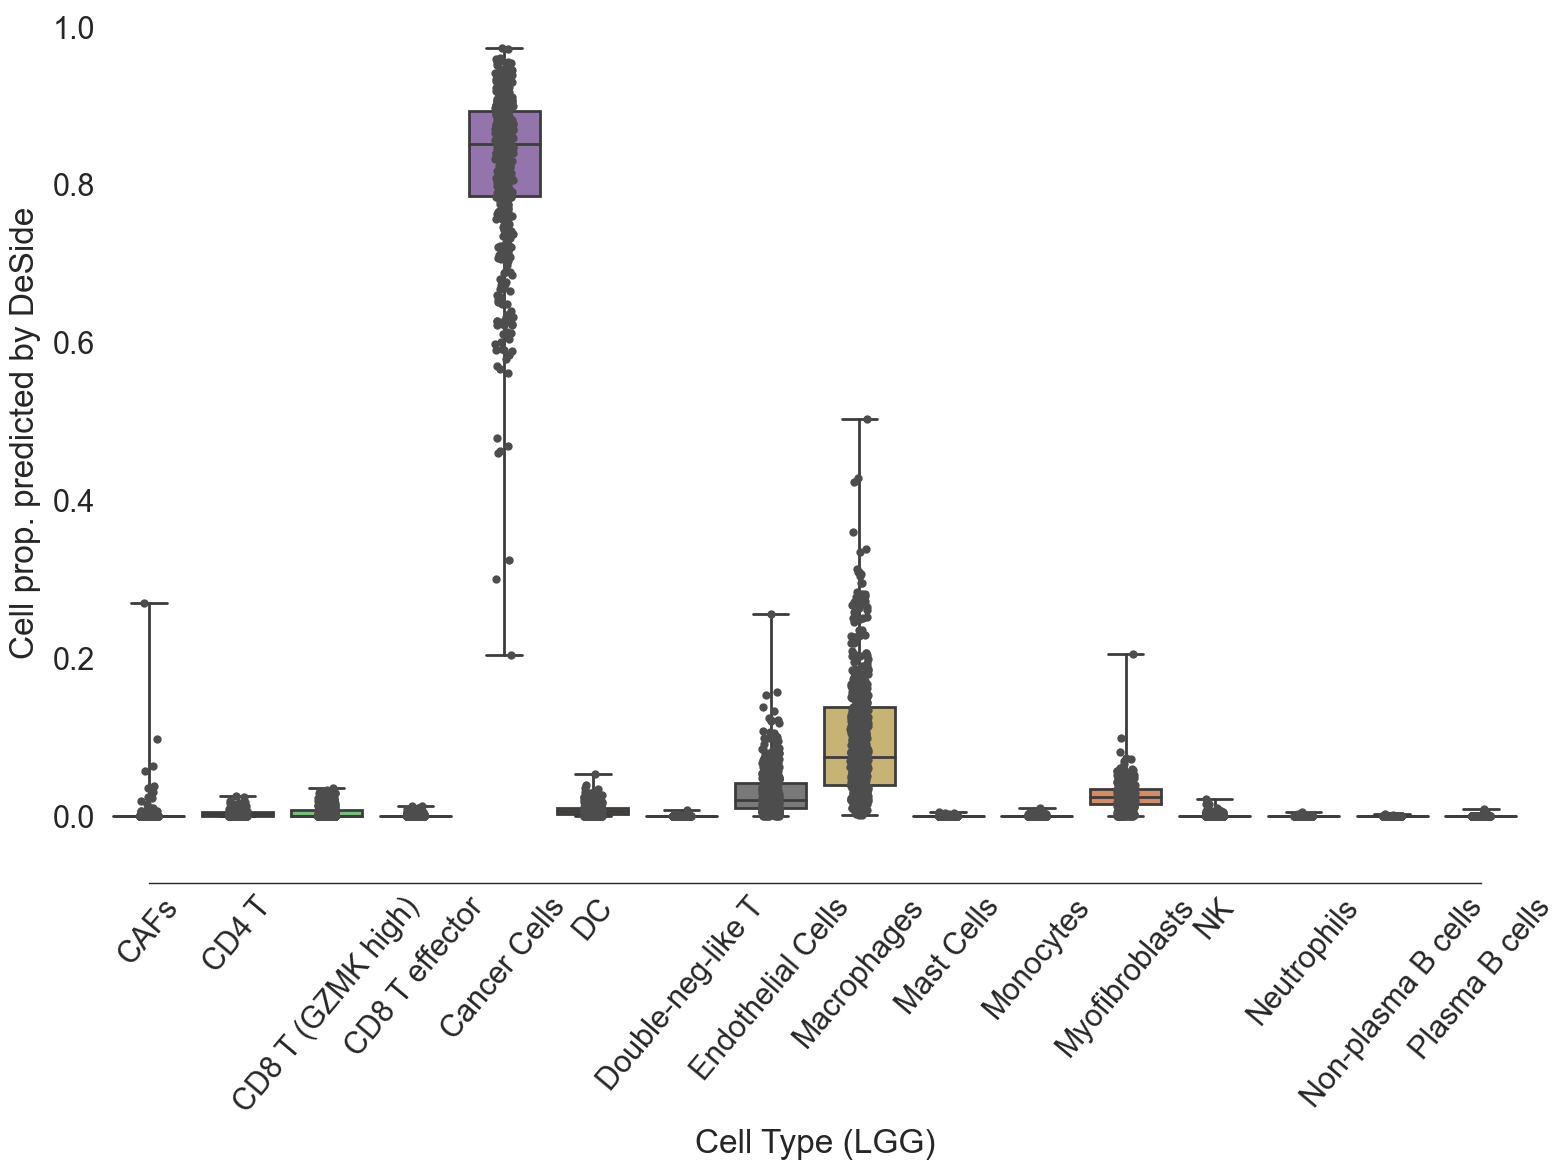 1.0
0.8
0.6
0.4
0.2
0.0
Cell prop. predicted by DeSide
CAFs
CD4 T
CD8 T (GZMK high)
CD8 T effector
Cancer Cells
DC
Double-neg-like T
Endothelial Cells
Macrophages
Mast Cells
Monocytes
Myofibroblasts
NK
Neutrophils
Non-plasma B cells
Plasma B cells
Cell Type (LGG)